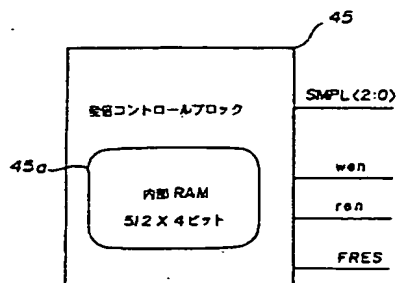 45
SMPL(2:0)
変倍コントロールブロック
45a
wen
内部 RAM
ren
512 X 4ビット
FRES